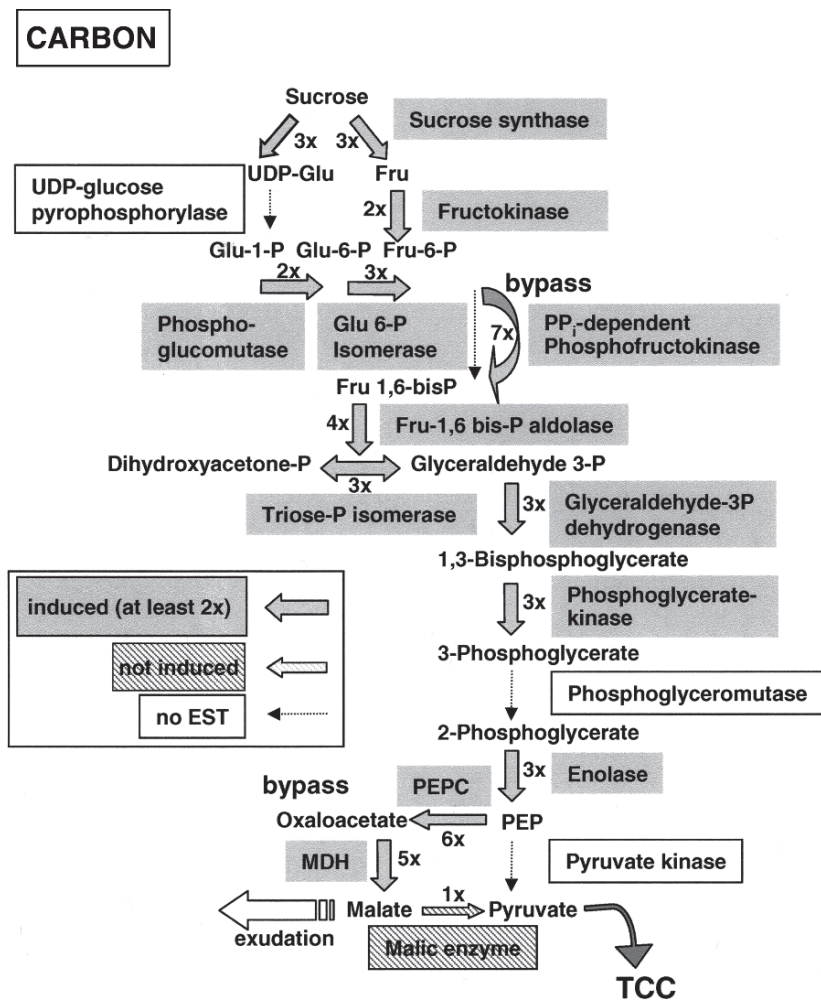 CARBON
Sucrose
Sucrose synthase
3x 3x
UDP-glucose
pyrophosphorylase
UDP-Glu Fru
2x
Fructokinase
Glu-1-P Glu-6-P Fru-6-P
2x 3x
bypass
Phospho-
glucomutase
Glu 6-P
Isomerase
7x
PPi-dependent
Phosphofructokinase
Fru 1,6-bisP
4x
Fru-1,6 bis-P aldolase
Dihydroxyacetone-P Glyceraldehyde 3-P
3x
Triose-P isomerase
3x
Glyceraldehyde-3P
dehydrogenase
1,3-Bisphosphoglycerate
induced (at least 2x)
not induced
no EST
3x
Phosphoglycerate-
kinase
3-Phosphoglycerate
Phosphoglyceromutase
2-Phosphoglycerate
3x
Enolase
bypass
PEPC
Oxaloacetate PEP
6x
MDH
5x
Pyruvate kinase
1x
Malate Pyruvate
exudation
Malic enzyme
TCC